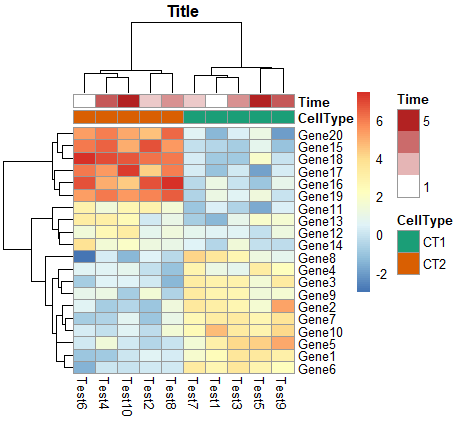 Title
Time
CellType
Gene20
Gene15
Gene18
Gene17
Gene16
Gene19
Gene11
Gene13
Gene12
Gene14
Gene8
Gene4
Gene3
Gene9
Gene2
Gene7
Gene10
Gene5
Gene1
Gene6
Test6
Test4
Test10
Test2
Test8
Test7
Test1
Test3
Test5
Test9
6
4
2
0
-2
Time
5
1
CellType
CT1
CT2